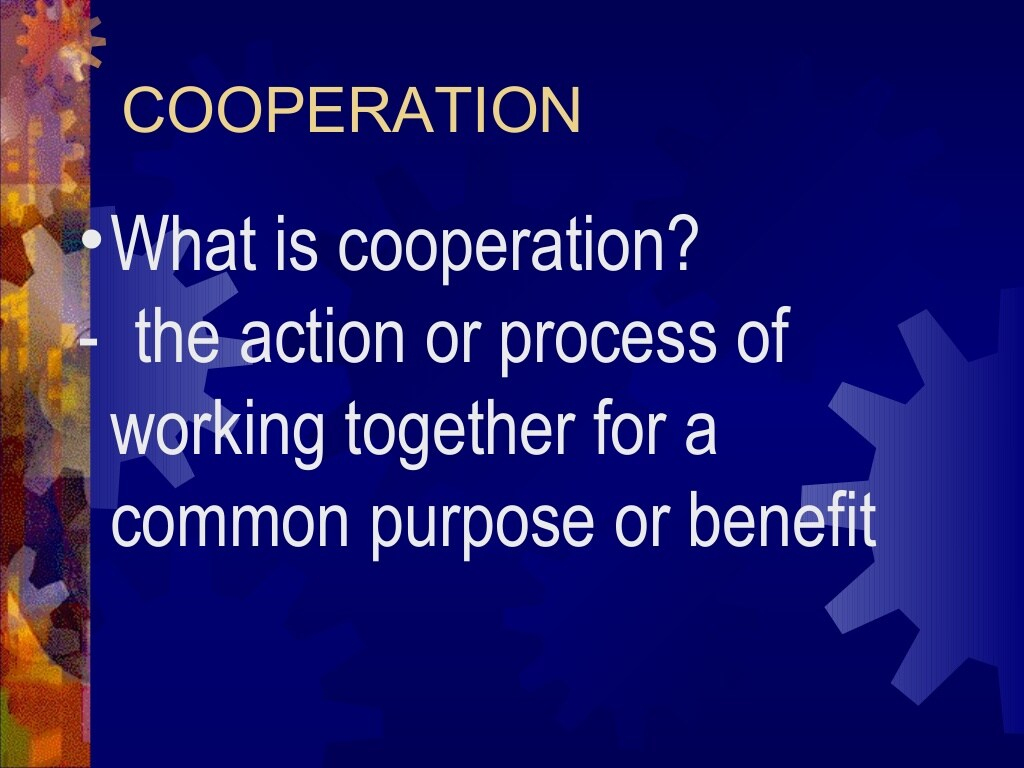 COOPERATION
•What is cooperation?
- the action or process of
working together for a
common purpose or benefit